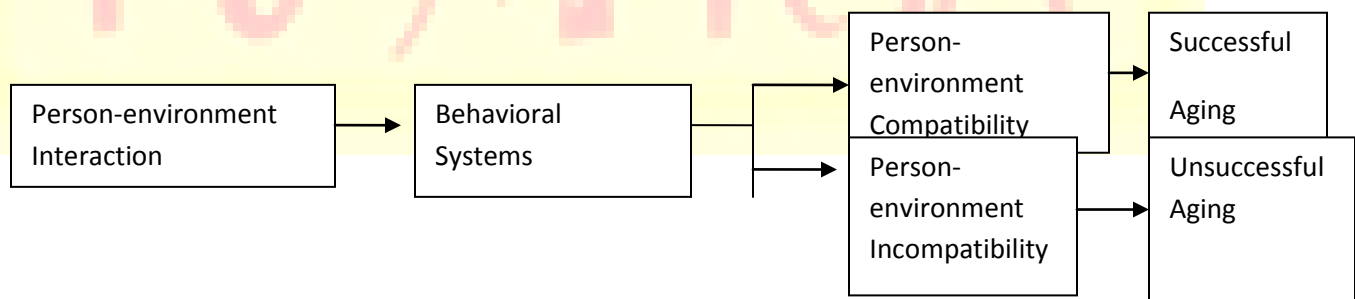 Person-environment
Interaction
Behavioral
Systems
Person-
environment
Compatibility
Person-
environment
Incompatibility
Successful
Aging
Unsuccessful
Aging